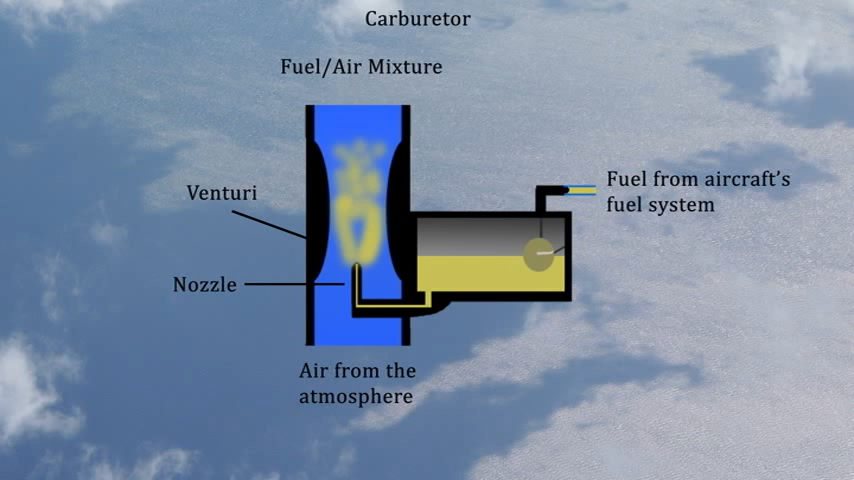 Carburetor
Fuel/Air Mixture
Venturi
Fuel from aircraft's
fuel system
Nozzle
Air from the
atmosphere